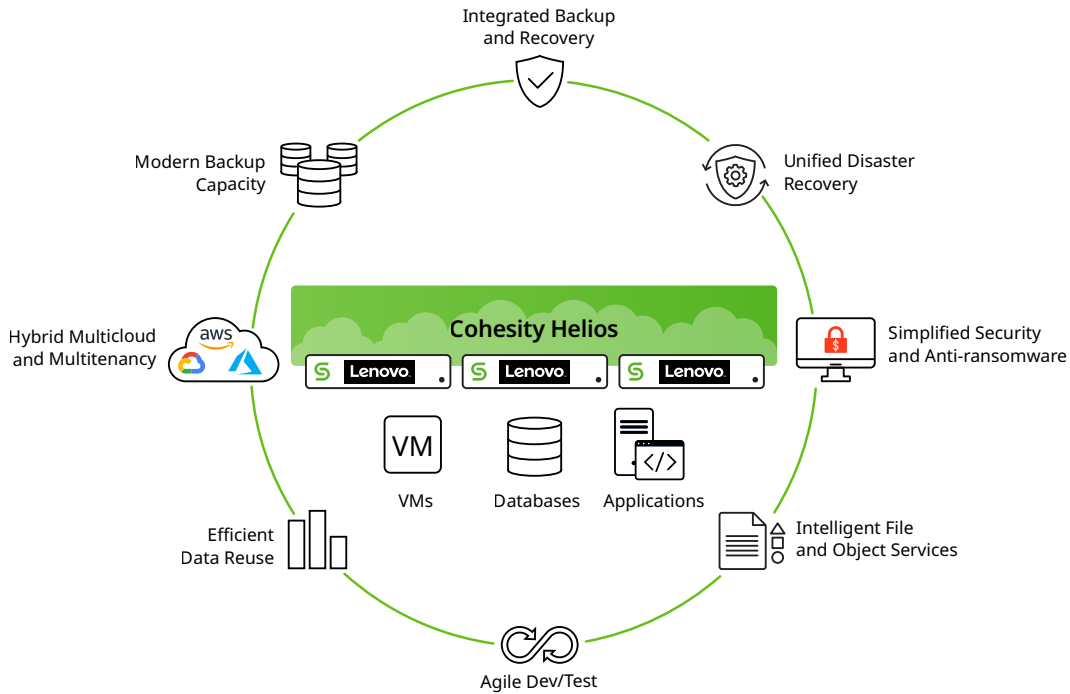 Integrated Backup
and Recovery
Modern Backup
Capacity
Unified Disaster
Recovery
Hybrid Multicloud
and Multitenancy
aws
Cohesity Helios
Lenovo
Lenovo
Lenovo
$
Simplified Security
and Anti-ransomware
VM
</>
VMs
Databases
Applications
Efficient
Data Reuse
Intelligent File
and Object Services
Agile Dev/Test